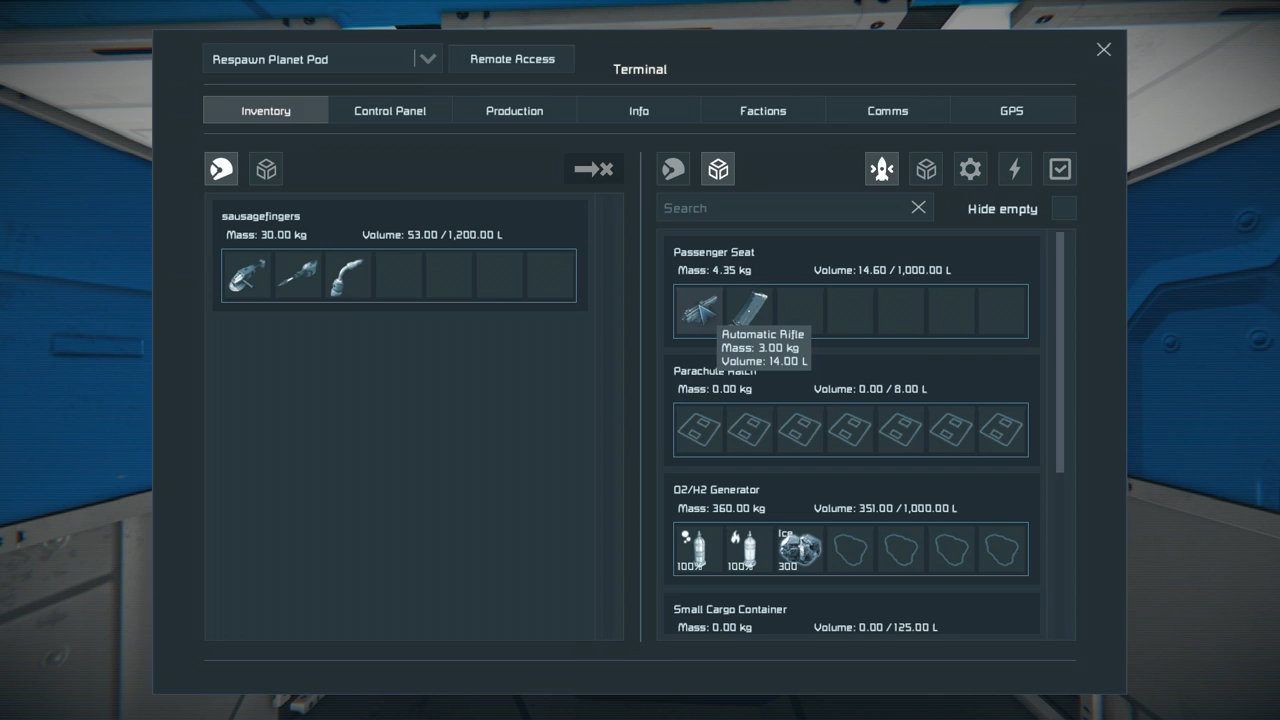 Respawn Planet Pod
Remote Access
Terminal
Inventory
Control Panel
Production
Info
Factions
Comms
GPS
sausagefingers
Mass: 30.00 kg
Volume: 53.00 / 1,200.00 L
Search
Hide empty
Passenger Seat
Mass: 4.35 kg
Volume: 14.60 / 1,000.00 L
Automatic Rifle
Mass: 3.00 kg
Volume: 14.00 L
Parachute Hatch
Mass: 0.00 kg
Volume: 0.00 / 8.00 L
O2/H2 Generator
Mass: 360.00 kg
Volume: 351.00 / 1,000.00 L
Ice
100%
100%
300
Small Cargo Container
Mass: 0.00 kg
Volume: 0.00 / 125.00 L